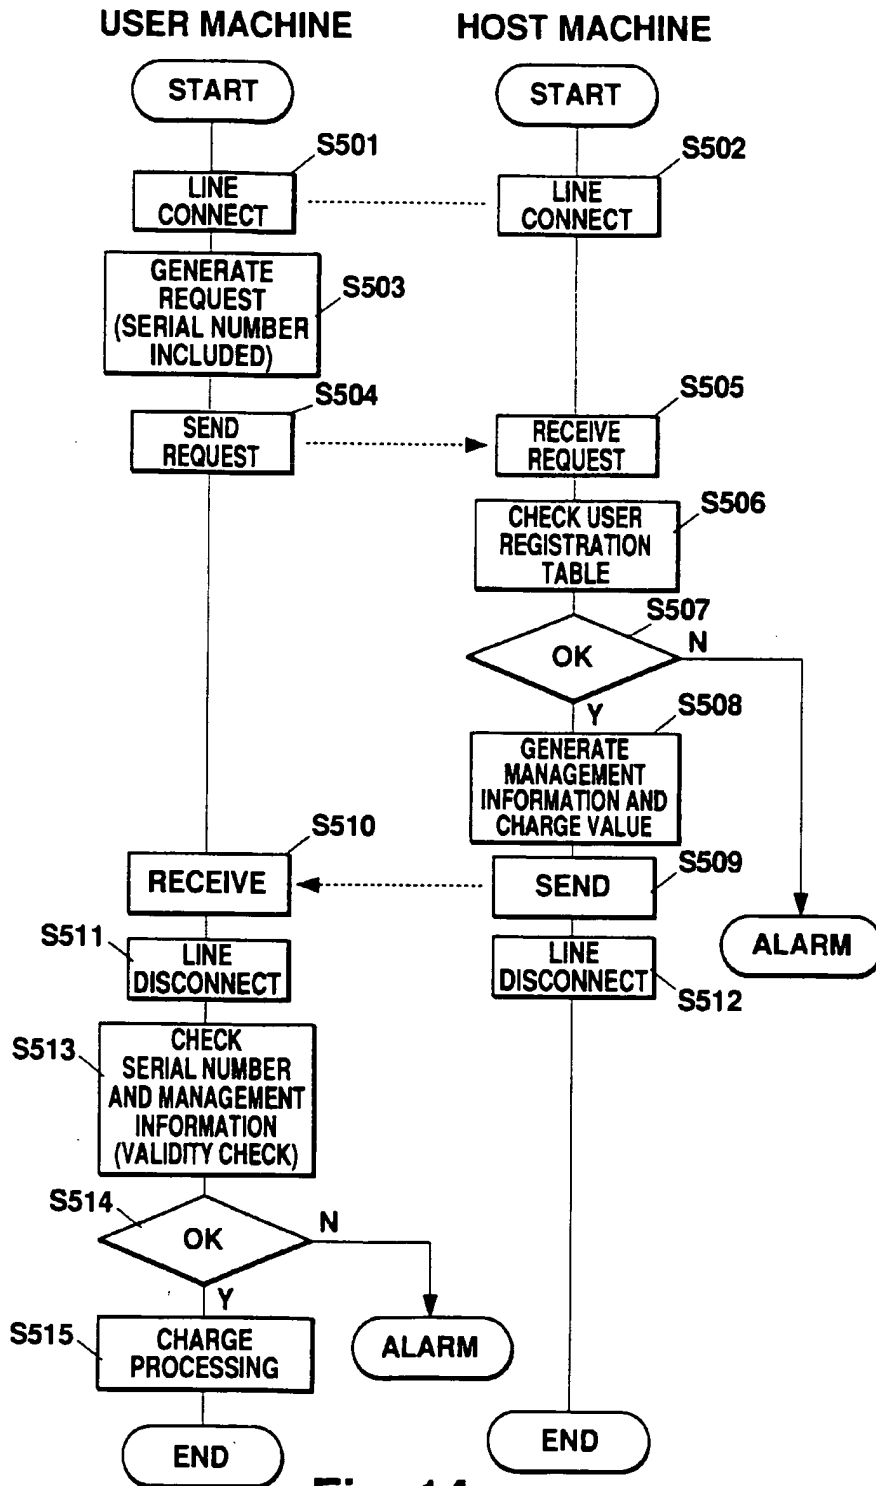 USER MACHINE
HOST MACHINE
START
START
S501
S502
LINE
CONNECT
LINE
CONNECT
GENERATE
REQUEST
(SERIAL NUMBER
INCLUDED)
S503
S504
S505
SEND
REQUEST
RECEIVE
REQUEST
S506
CHECK USER
REGISTRATION
TABLE
S507
OK
N
Y
S508
GENERATE
MANAGEMENT
INFORMATION AND
CHARGE VALUE
S510
S509
RECEIVE
SEND
S511
LINE
DISCONNECT
LINE
DISCONNECT
S512
ALARM
S513
CHECK
SERIAL NUMBER
AND MANAGEMENT
INFORMATION
(VALIDITY CHECK)
S514
OK
N
Y
S515
CHARGE
PROCESSING
ALARM
END
END